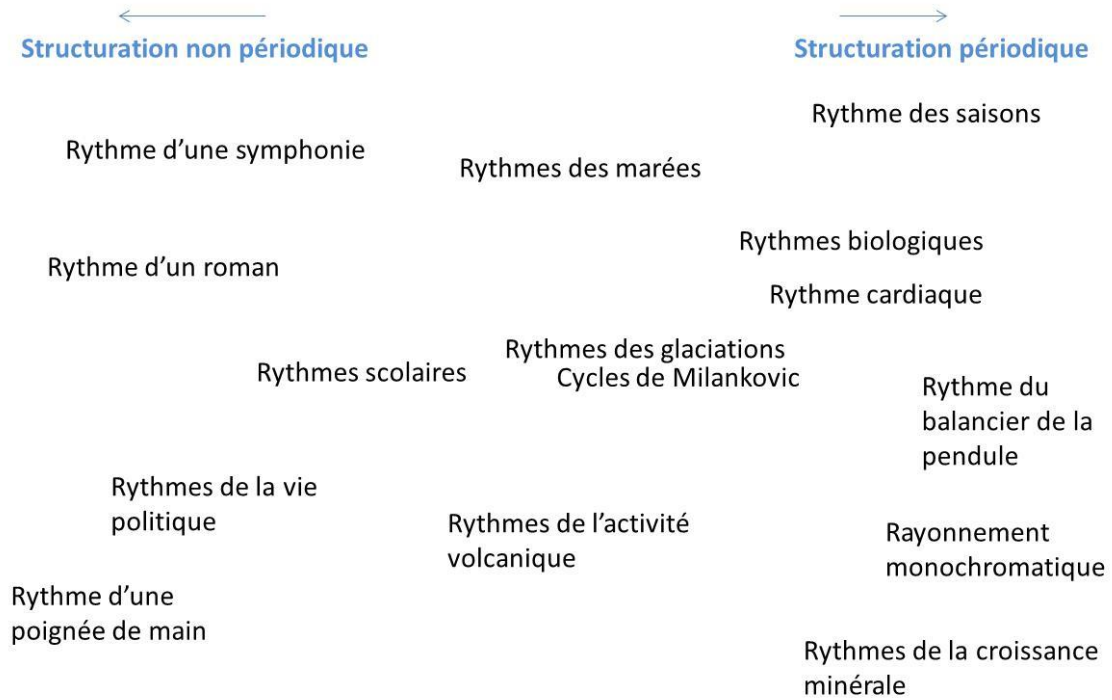 Structuration non périodique
Structuration périodique
Rythme des saisons
Rythme d’une symphonie
Rythmes des marées
Rythmes biologiques
Rythme d’un roman
Rythme cardiaque
Rythmes des glaciations
Rythmes scolaires
Cycles de Milankovic
Rythme du
balancier de la
pendule
Rythmes de la vie
politique
Rythmes de l’activité
volcanique
Rayonnement
monochromatique
Rythme d’une
poignée de main
Rythmes de la croissance
minérale